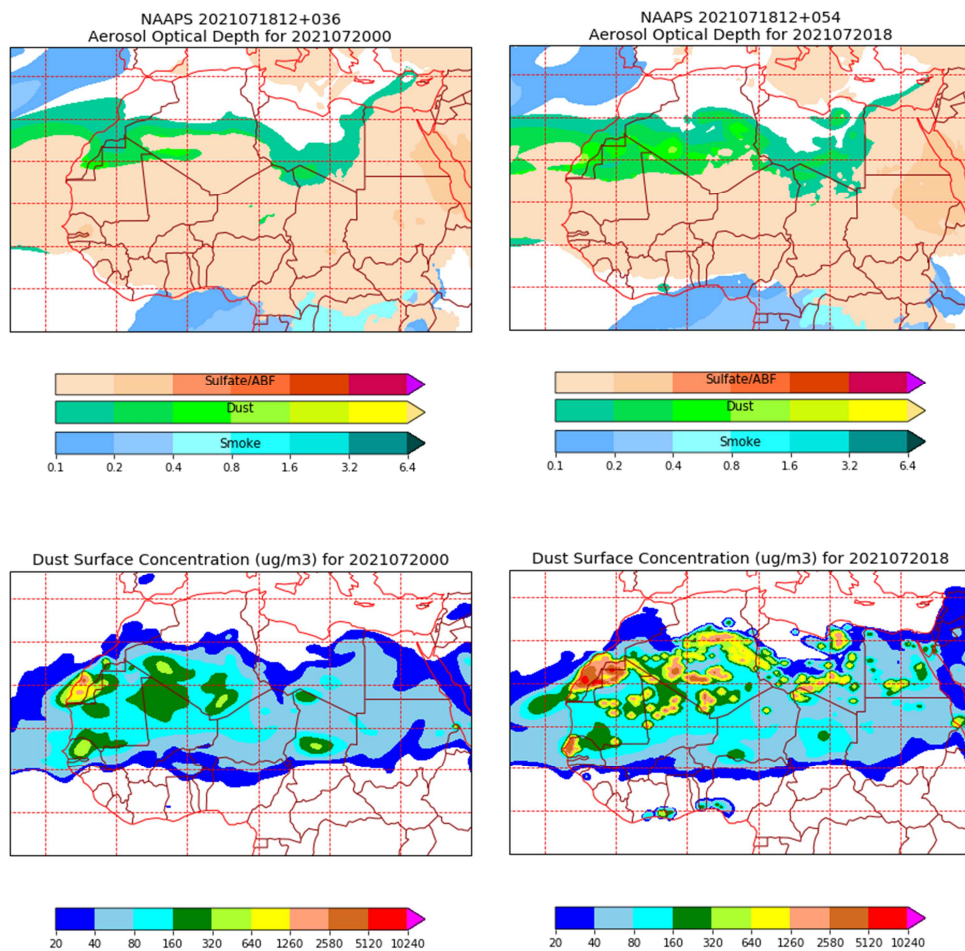 NAAPS 2021071812+036
Aerosol Optical Depth for 2021072000
NAAPS 2021071812+054
Aerosol Optical Depth for 2021072018
Sulfate/ABF
Dust
Smoke
0.1 0.2 0.4 0.8 1.6 3.2 6.4
Sulfate/ABF
Dust
Smoke
0.1 0.2 0.4 0.8 1.6 3.2 6.4
Dust Surface Concentration (ug/m3) for 2021072000
Dust Surface Concentration (ug/m3) for 2021072018
20 40 80 160 320 640 1260 2580 5120 10240
20 40 80 160 320 640 1260 2580 5120 10240